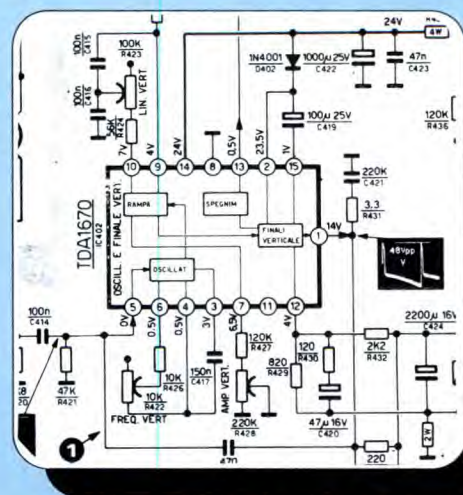 24V
4W
100n
C415
100K
R423
LIN. VERT
100n
C416
56K
R424
1N4001
D402
1000µ 25V
C422
47n
C423
100µ 25V
C419
120K
R436
7V
4V
24V
0,5V
23,5V
1V
10
9
14
8
13
2
15
220K
C421
3.3
R431
TDA1670
IC402
OSCILL E FINALE VERT.
RAMPA
SPEGNIM
FINALI
VERTICALE
OSCILLAT
1
14V
48Vpp
V
5
6
4
3
7
11
12
100n
C414
0V
0.5V
0,5V
3V
6,5V
4V
2200µ 16V
C424
47K
R421
10K
R426
10K
R422
FREQ. VERT
150n
C417
120K
R427
AMP VERT.
220K
R428
820
R429
120
R430
47µ 16V
C420
2K2
R432
2W
1
47n
220